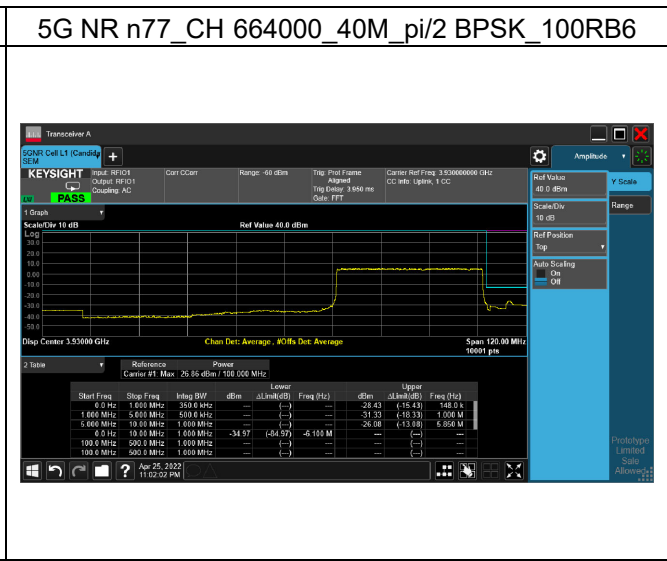 5G NR n77_CH 664000_40M_pi/2 BPSK_100RB6
Transceiver A
5GNR Cell L1 (Candida
SEM
+
Amplitude
KEYSIGHT
Input: RFIO1
Output: RFIO1
Coupling: AC
Corr CCorr
Range: -60 dBm
Trig: Prot Frame
Aligned
Trig Delay: 3.950 ms
Gate: FFT
Carrier Ref Freq: 3.930000000 GHz
CC Info: Uplink, 1 CC
PASS
Ref Value
40.0 dBm
Y Scale
Scale/Div
10 dB
Range
Ref Position
Top
Auto Scaling
On
Off
1 Graph
Scale/Div 10 dB
Ref Value 40.0 dBm
Log
30.0
20.0
10.0
0.00
-10.0
-20.0
-30.0
-40.0
-50.0
Disp Center 3.93000 GHz
Chan Det: Average , #Offs Det: Average
Span 120.00 MHz
10001 pts
2 Table
Reference Power
Carrier #1: Max 26.86 dBm / 100.000 MHz
Lower Upper
Start Freq Stop Freq Integ BW dBm ΔLimit(dB) Freq (Hz) dBm ΔLimit(dB) Freq (Hz)
0.0 Hz 1.000 MHz 350.0 kHz --- (---) --- -28.43 (-15.43) 148.0 k
1.000 MHz 5.000 MHz 500.0 kHz --- (---) --- -31.33 (-18.33) 1.000 M
5.000 MHz 10.00 MHz 1.000 MHz --- (---) --- -26.08 (-13.08) 5.850 M
0.0 Hz 10.00 MHz 1.000 MHz -34.97 (-84.97) -6.100 M --- (---) ---
100.0 MHz 500.0 MHz 1.000 MHz --- (---) --- --- (---) ---
100.0 MHz 500.0 MHz 1.000 MHz --- (---) --- --- (---) ---
Prototype
Limited
Sale
Allowed
?
Apr 25, 2022
11:02:02 PM